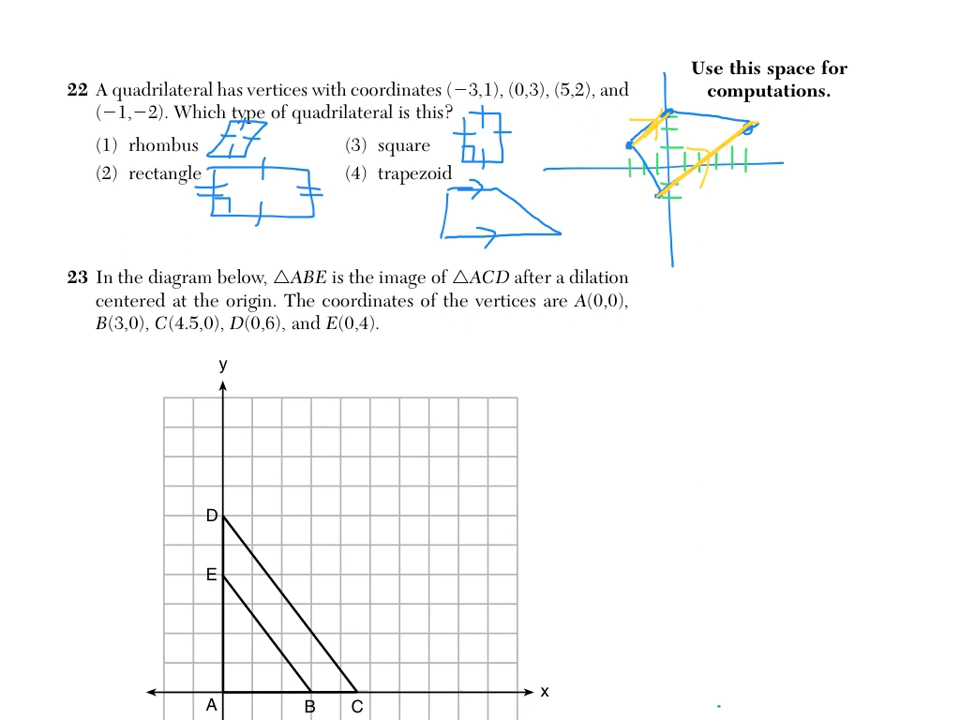 Use this space for
computations.
22 A quadrilateral has vertices with coordinates (−3,1), (0,3), (5,2), and
(−1,−2). Which type of quadrilateral is this?
(1) rhombus (3) square
(2) rectangle (4) trapezoid
23 In the diagram below, △ABE is the image of △ACD after a dilation
centered at the origin. The coordinates of the vertices are A(0,0),
B(3,0), C(4.5,0), D(0,6), and E(0,4).
y
D
E
x
A B C